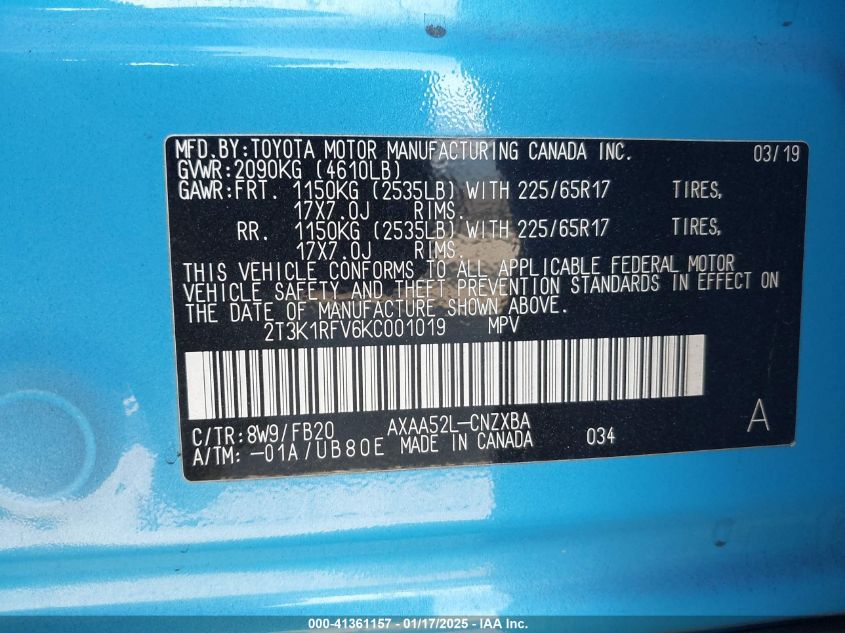 MFD.BY:TOYOTA MOTOR MANUFACTURING CANADA INC. 03/19
GVWR:2090KG (4610LB)
GAWR:FRT. 1150KG (2535LB) WITH 225/65R17 TIRES,
17X7.0J RIMS.
RR. 1150KG (2535LB) WITH 225/65R17 TIRES,
17X7.0J RIMS.
THIS VEHICLE CONFORMS TO ALL APPLICABLE FEDERAL MOTOR
VEHICLE SAFETY AND THEFT PREVENTION STANDARDS IN EFFECT ON
THE DATE OF MANUFACTURE SHOWN ABOVE.
2T3K1RFV6KC001019 MPV
C/TR:8W9/FB20 AXAA52L-CNZXBA A
A/TM:-01A/UB80E MADE IN CANADA 034
000-41361157 - 01/17/2025 - IAA Inc.